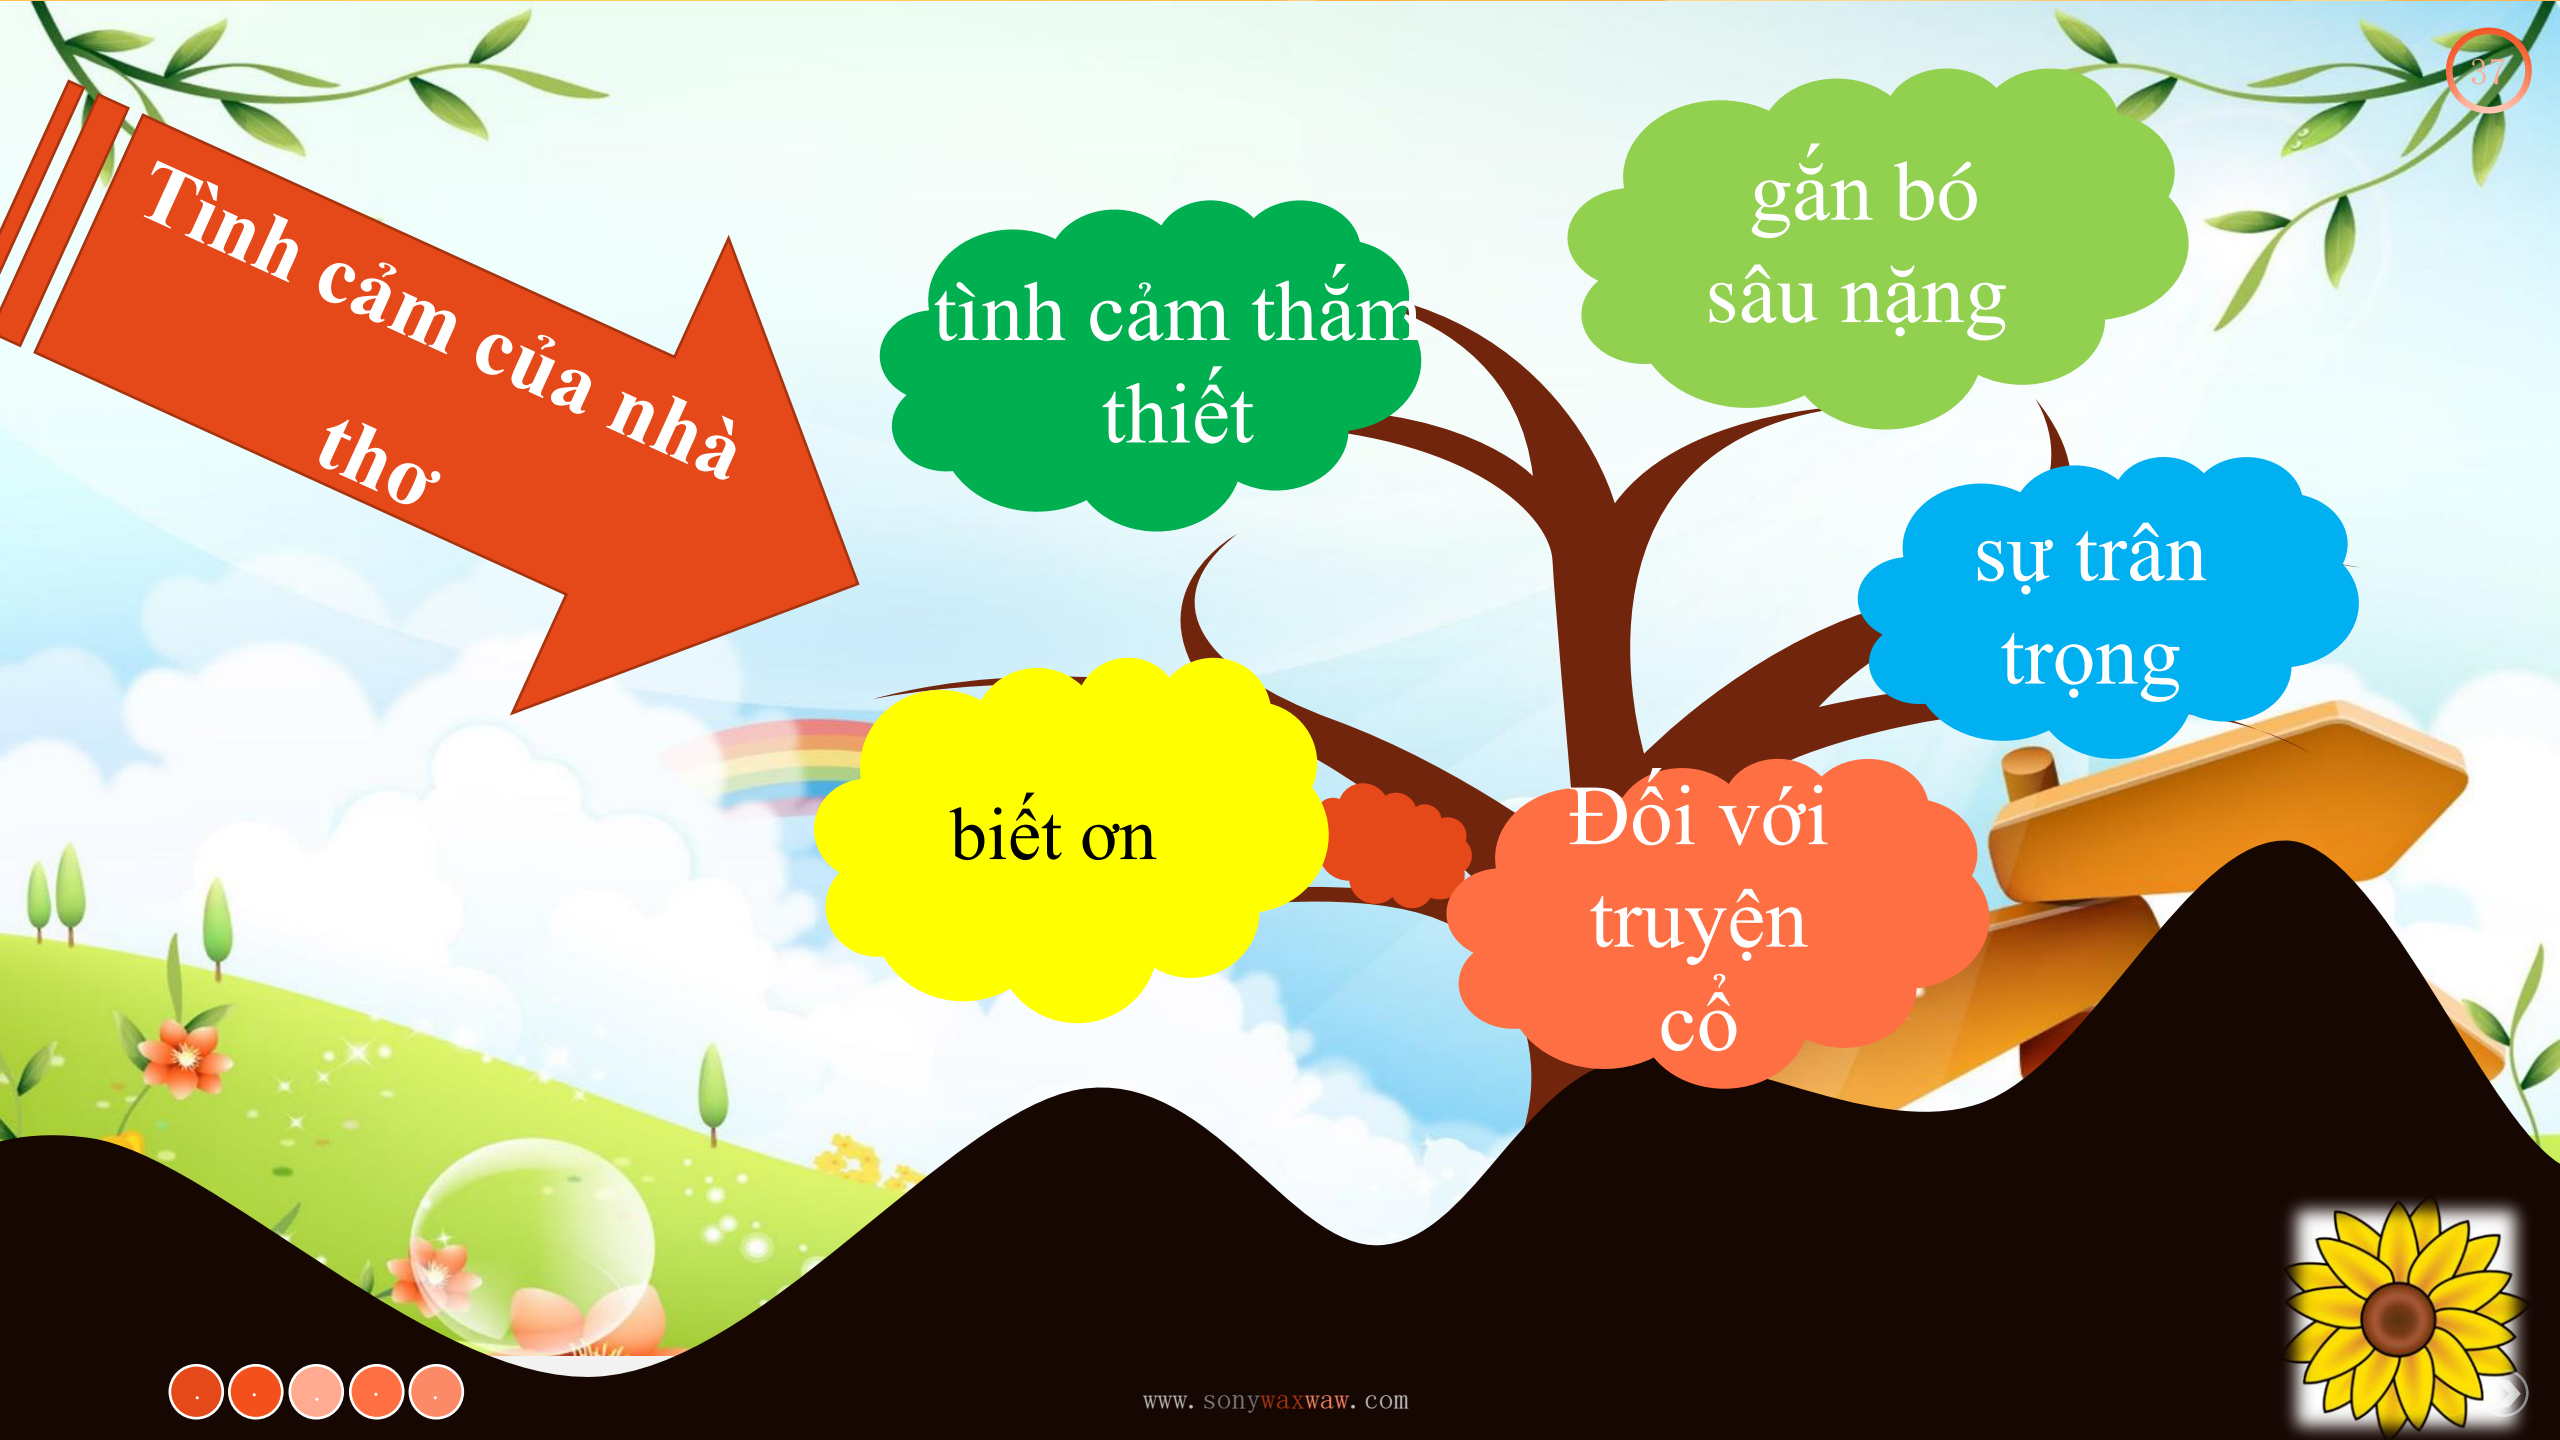 37
Tình cảm của nhà
thơ
tình cảm thắm
thiết
gắn bó
sâu nặng
sự trân
trọng
biết ơn
Đối với
truyện
cổ
www.sonywaxwaw.com